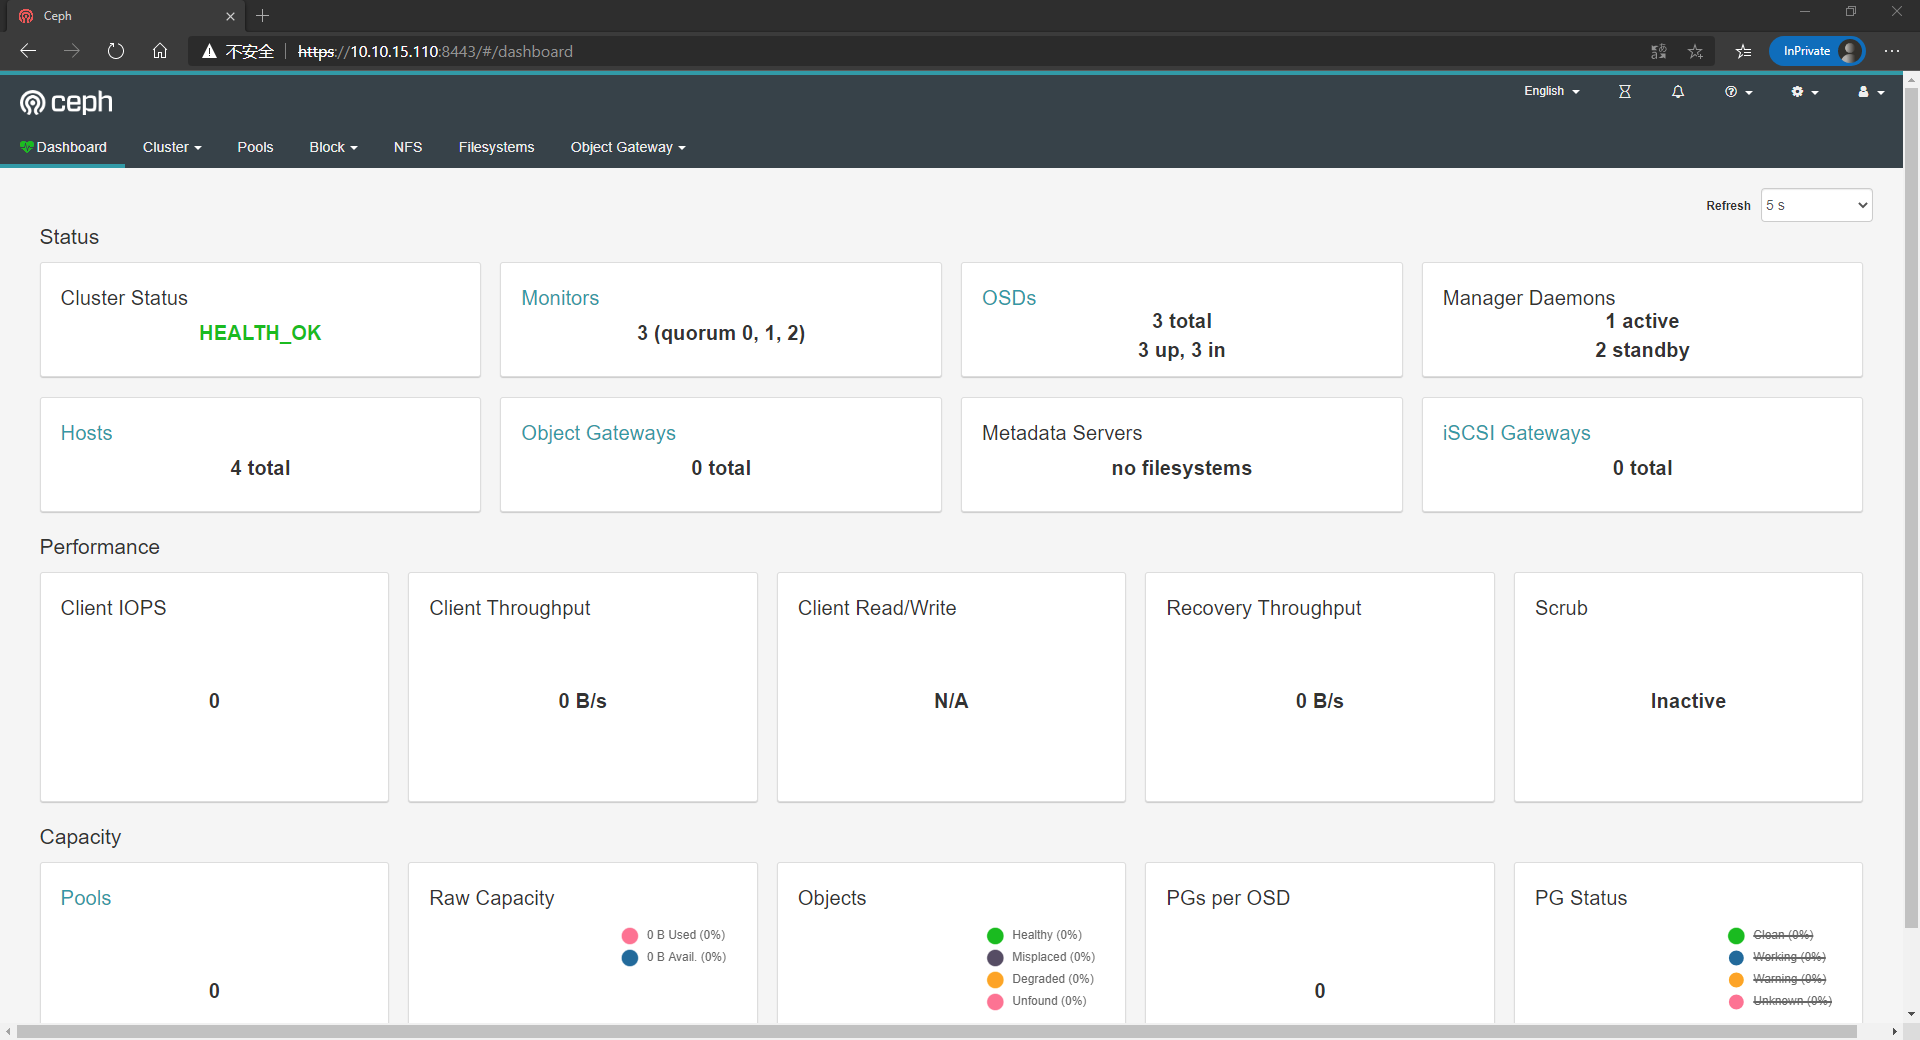 Ceph
不安全 https://10.10.15.110:8443/#/dashboard
InPrivate
ceph
English
Dashboard Cluster Pools Block NFS Filesystems Object Gateway
Refresh 5 s
Status
Cluster Status
HEALTH_OK
Monitors
3 (quorum 0, 1, 2)
OSDs
3 total
3 up, 3 in
Manager Daemons
1 active
2 standby
Hosts
4 total
Object Gateways
0 total
Metadata Servers
no filesystems
iSCSI Gateways
0 total
Performance
Client IOPS
0
Client Throughput
0 B/s
Client Read/Write
N/A
Recovery Throughput
0 B/s
Scrub
Inactive
Capacity
Pools
0
Raw Capacity
0 B Used (0%)
0 B Avail. (0%)
Objects
Healthy (0%)
Misplaced (0%)
Degraded (0%)
Unfound (0%)
PGs per OSD
0
PG Status
Clean (0%)
Working (0%)
Warning (0%)
Unknown (0%)